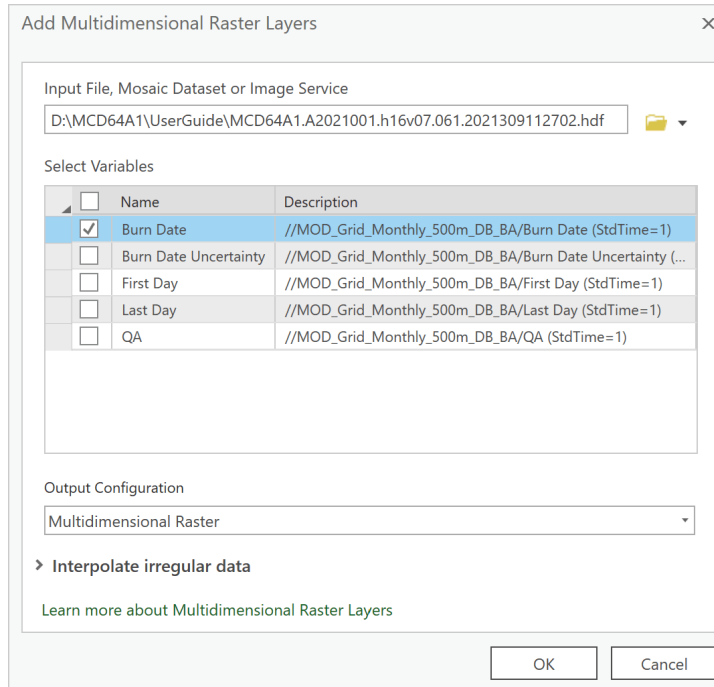 Add Multidimensional Raster Layers
Input File, Mosaic Dataset or Image Service
D:\MCD64A1\UserGuide\MCD64A1.A2021001.h16v07.061.2021309112702.hdf
Select Variables
Name Description
Burn Date //MOD_Grid_Monthly_500m_DB_BA/Burn Date (StdTime=1)
Burn Date Uncertainty //MOD_Grid_Monthly_500m_DB_BA/Burn Date Uncertainty (...
First Day //MOD_Grid_Monthly_500m_DB_BA/First Day (StdTime=1)
Last Day //MOD_Grid_Monthly_500m_DB_BA/Last Day (StdTime=1)
QA //MOD_Grid_Monthly_500m_DB_BA/QA (StdTime=1)
Output Configuration
Multidimensional Raster
Interpolate irregular data
Learn more about Multidimensional Raster Layers
OK Cancel